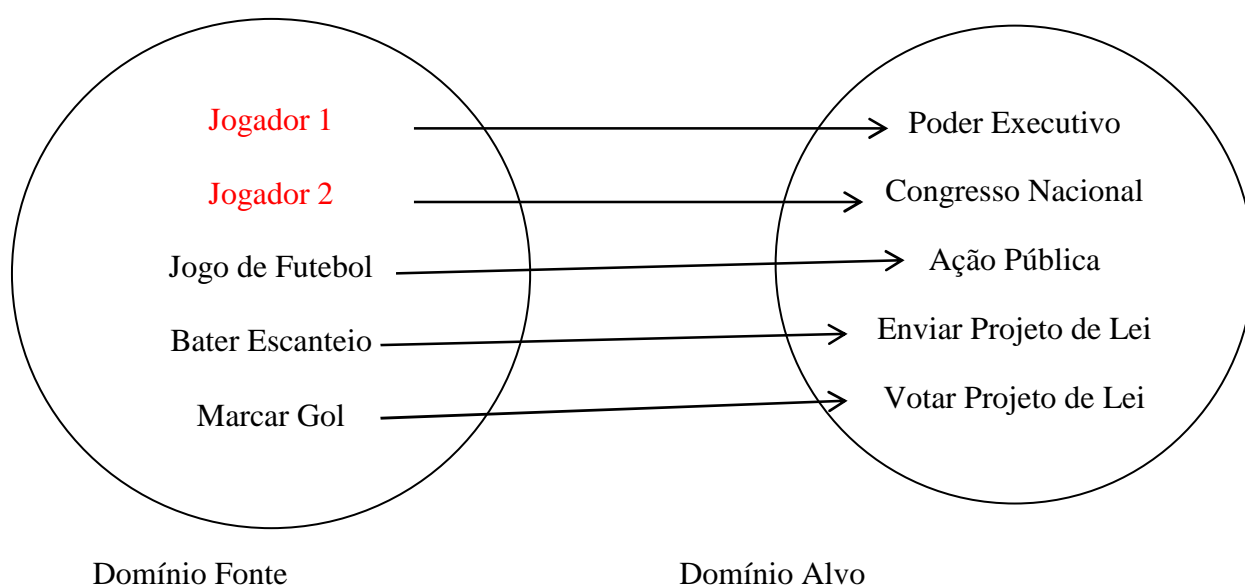 Jogador 1
Poder Executivo
Jogador 2
Congresso Nacional
Jogo de Futebol
Ação Pública
Bater Escanteio
Enviar Projeto de Lei
Marcar Gol
Votar Projeto de Lei
Domínio Fonte
Domínio Alvo